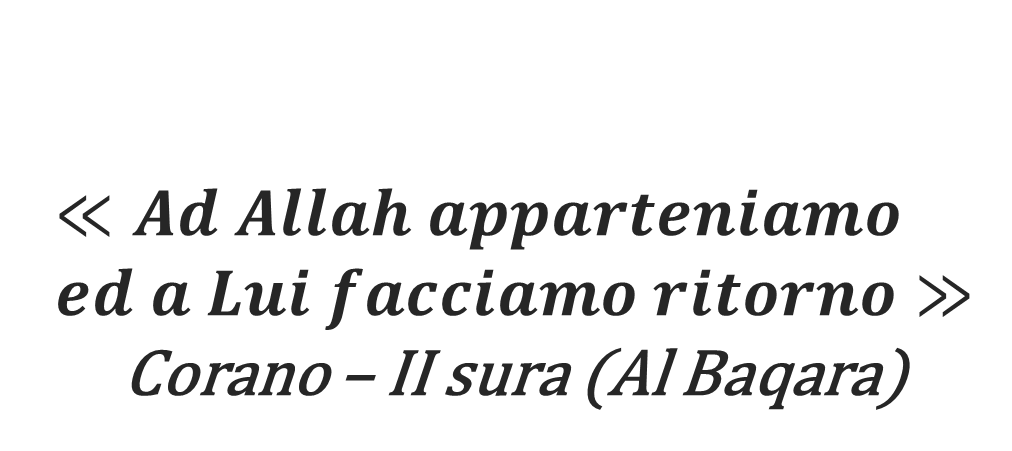 « Ad Allah apparteniamo
ed a Lui facciamo ritorno »
Corano – II sura (Al Baqara)